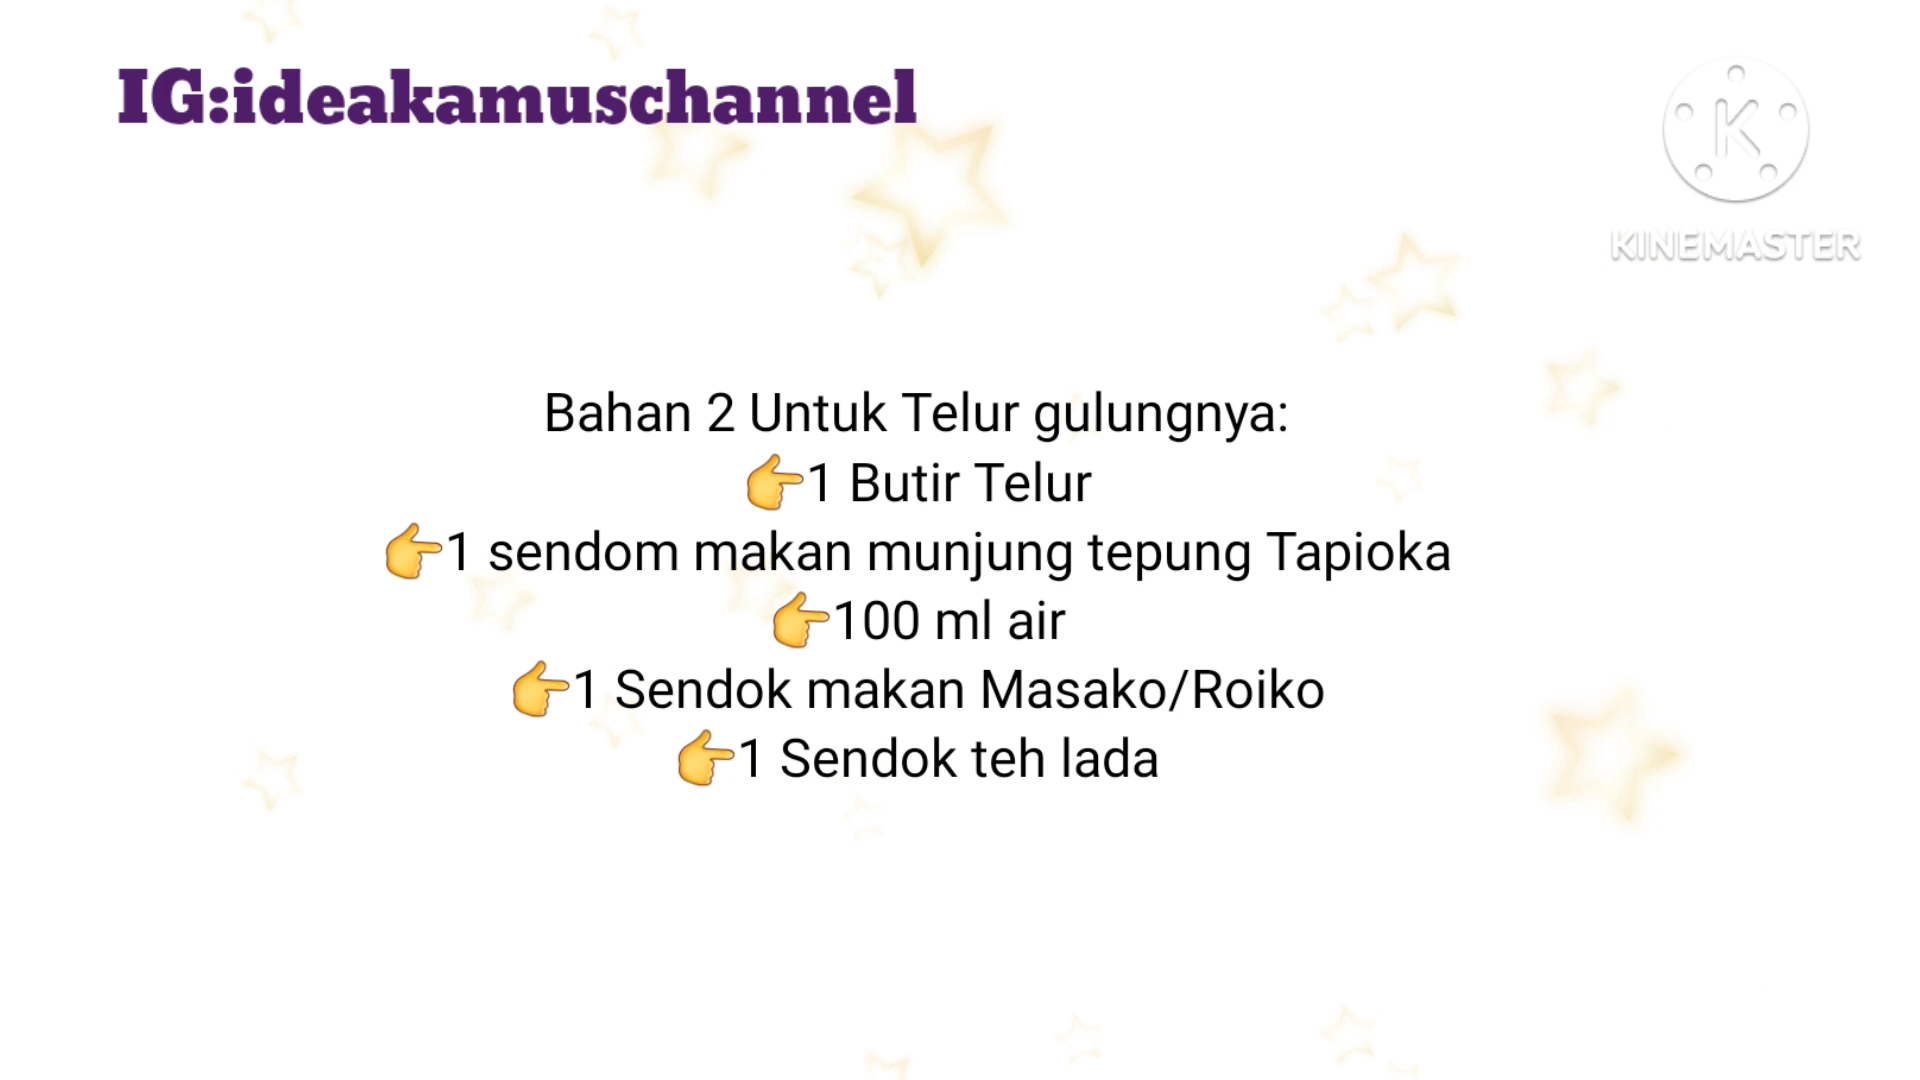 IG:ideakamuschannel
KINEMASTER
Bahan 2 Untuk Telur gulungnya:
👉1 Butir Telur
👉1 sendom makan munjung tepung Tapioka
👉100 ml air
👉1 Sendok makan Masako/Roiko
👉1 Sendok teh lada